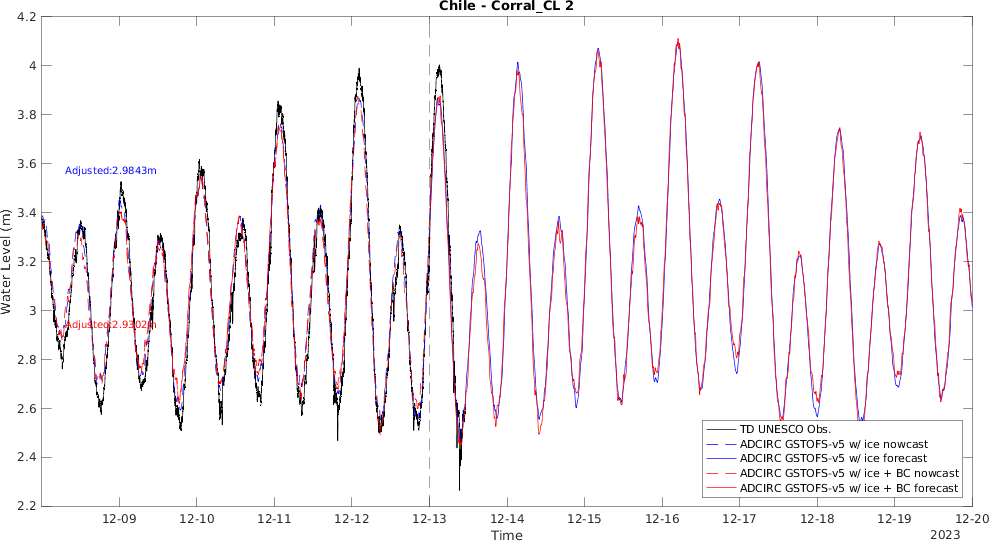 Chile - Corral_CL 2
4.2
4
3.8
3.6
3.4
3.2
3
2.8
2.6
2.4
2.2
Water Level (m)
Adjusted:2.9843m
Adjusted:2.9302m
TD UNESCO Obs.
ADCIRC GSTOFS-v5 w/ ice nowcast
ADCIRC GSTOFS-v5 w/ ice forecast
ADCIRC GSTOFS-v5 w/ ice + BC nowcast
ADCIRC GSTOFS-v5 w/ ice + BC forecast
12-09 12-10 12-11 12-12 12-13 12-14 12-15 12-16 12-17 12-18 12-19 12-20
Time
2023